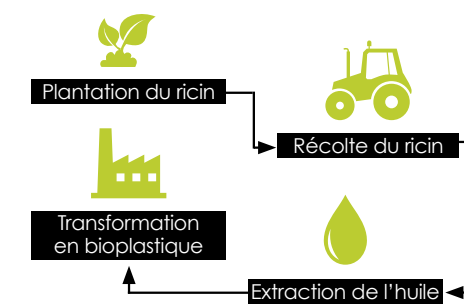 Plantation du ricin
Récolte du ricin
Transformation
en bioplastique
Extraction de l’huile